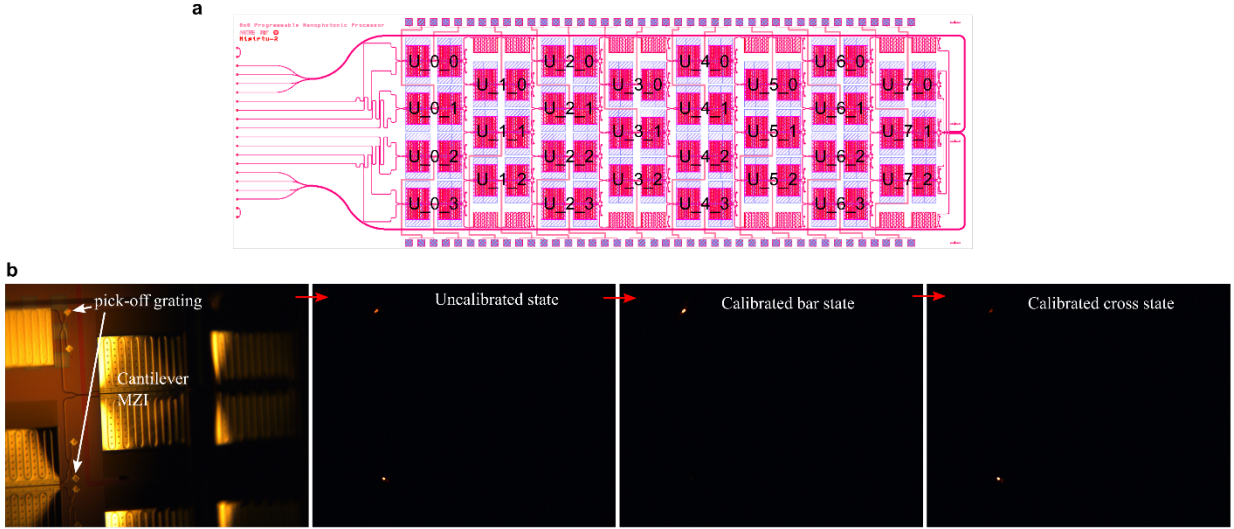 a
8x8 Programmable Nanophotonic Processor
U_0_0 U_2_0 U_4_0 U_6_0
U_1_0 U_3_0 U_5_0 U_7_0
U_0_1 U_2_1 U_4_1 U_6_1
U_1_1 U_3_1 U_5_1 U_7_1
U_0_2 U_2_2 U_4_2 U_6_2
U_1_2 U_3_2 U_5_2 U_7_2
U_0_3 U_2_3 U_4_3 U_6_3
b
pick-off grating
Cantilever
MZI
Uncalibrated state
Calibrated bar state
Calibrated cross state